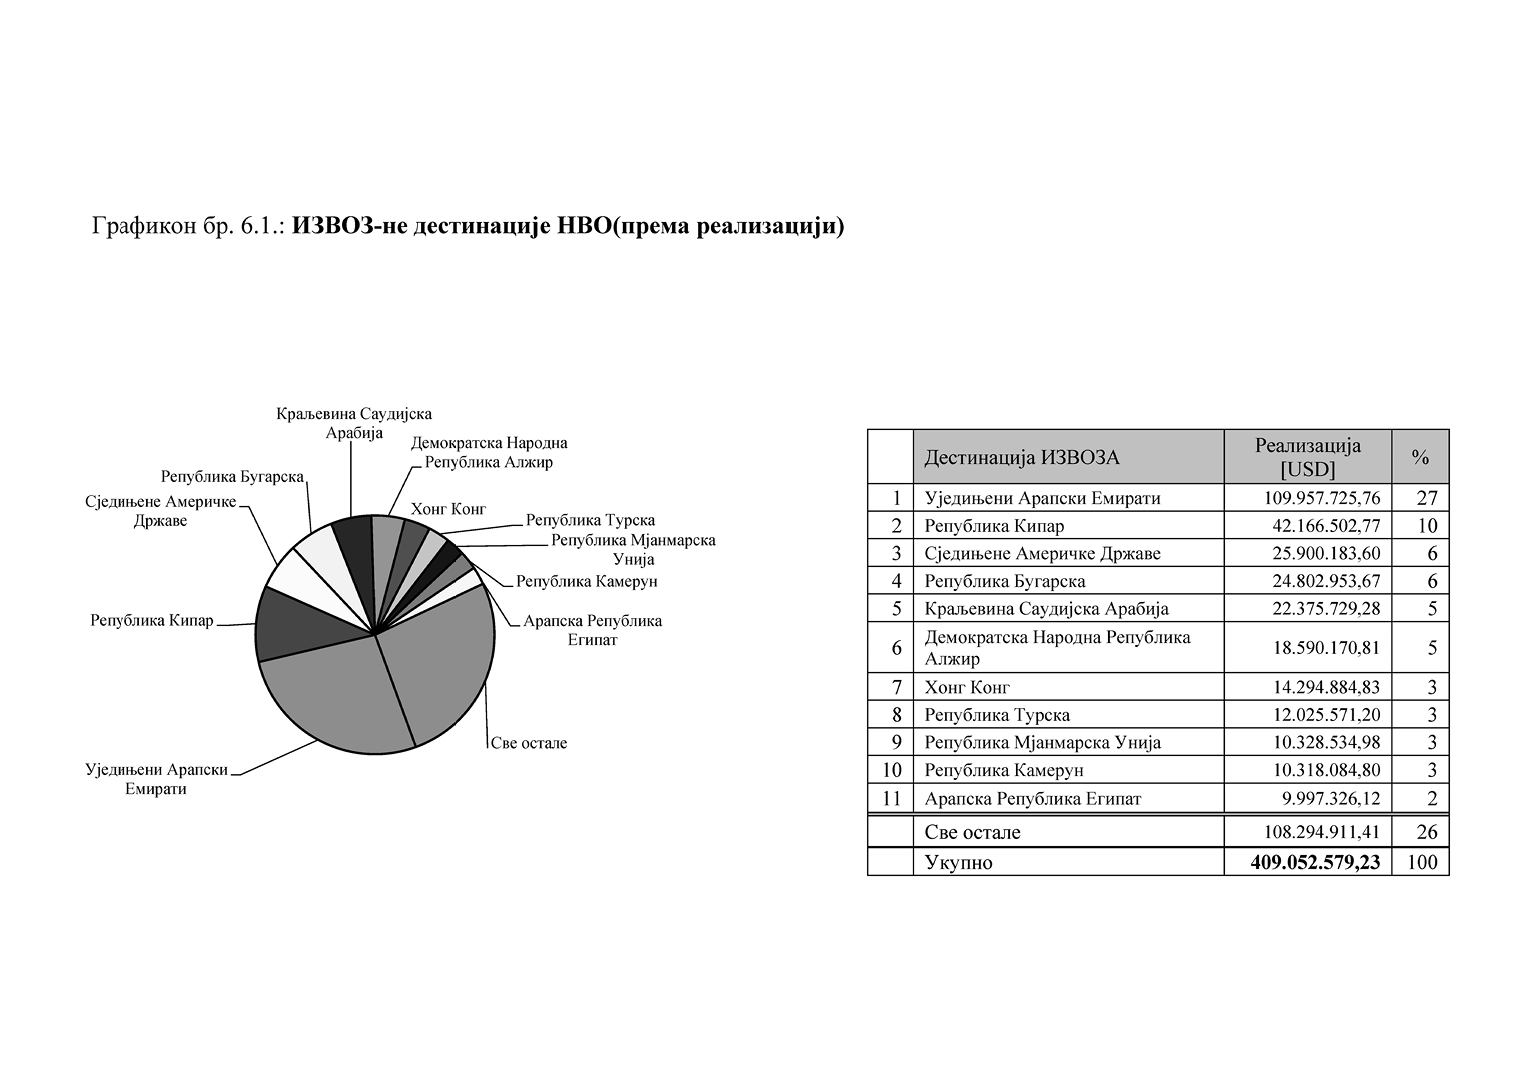 Графикон бр. 6.1.: ИЗВОЗ-не дестинације НВО(према реализацији)
Краљевина Саудијска
Арабија
Демократска Народна
Република Алжир
Република Бугарска
Сједињене Америчке
Државе
Хонг Конг
Република Турска
Република Мјанмарска
Унија
Република Камерун
Република Кипар
Арапска Република
Египат
Све остале
Уједињени Арапски
Емирати
Дестинација ИЗВОЗА Реализација [USD] %
1 Уједињени Арапски Емирати 109.957.725,76 27
2 Република Кипар 42.166.502,77 10
3 Сједињене Америчке Државе 25.900.183,60 6
4 Република Бугарска 24.802.953,67 6
5 Краљевина Саудијска Арабија 22.375.729,28 5
6 Демократска Народна Република
Алжир 18.590.170,81 5
7 Хонг Конг 14.294.884,83 3
8 Република Турска 12.025.571,20 3
9 Република Мјанмарска Унија 10.328.534,98 3
10 Република Камерун 10.318.084,80 3
11 Арапска Република Египат 9.997.326,12 2
Све остале 108.294.911,41 26
Укупно 409.052.579,23 100